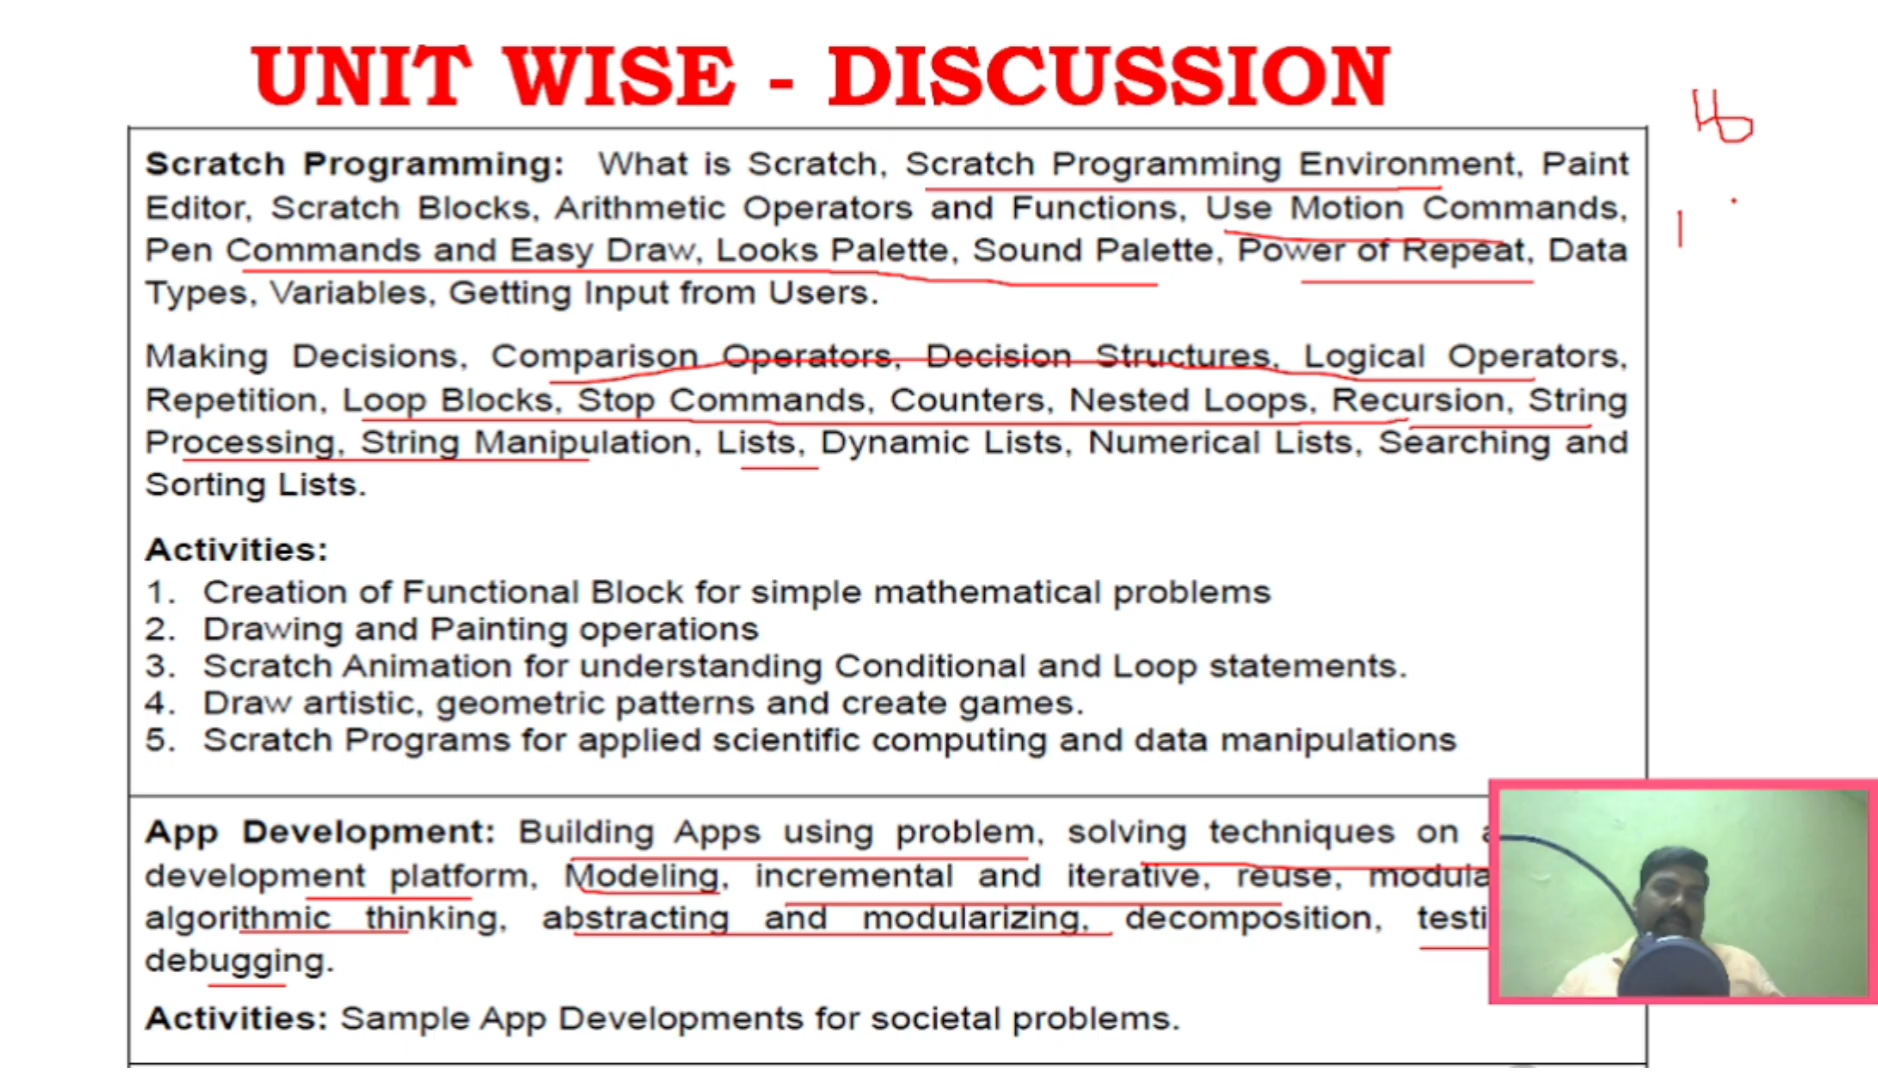 UNIT WISE - DISCUSSION
Scratch Programming: What is Scratch, Scratch Programming Environment, Paint
Editor, Scratch Blocks, Arithmetic Operators and Functions, Use Motion Commands,
Pen Commands and Easy Draw, Looks Palette, Sound Palette, Power of Repeat, Data
Types, Variables, Getting Input from Users.
Making Decisions, Comparison Operators, Decision Structures, Logical Operators,
Repetition, Loop Blocks, Stop Commands, Counters, Nested Loops, Recursion, String
Processing, String Manipulation, Lists, Dynamic Lists, Numerical Lists, Searching and
Sorting Lists.
Activities:
1. Creation of Functional Block for simple mathematical problems
2. Drawing and Painting operations
3. Scratch Animation for understanding Conditional and Loop statements.
4. Draw artistic, geometric patterns and create games.
5. Scratch Programs for applied scientific computing and data manipulations
App Development: Building Apps using problem, solving techniques on
development platform, Modeling, incremental and iterative, reuse,
algorithmic thinking, abstracting and modularizing, decomposition,
debugging.
Activities: Sample App Developments for societal problems.